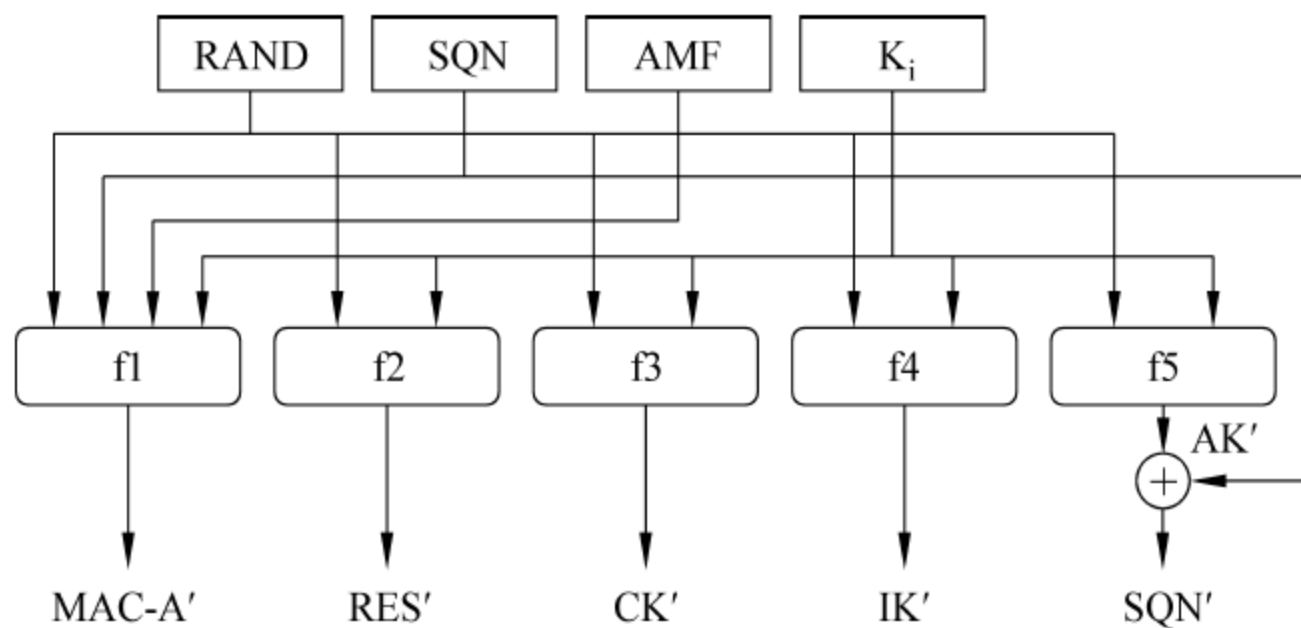 RAND SQN AMF Ki
f1 f2 f3 f4 f5
AK′
+
MAC-A′ RES′ CK′ IK′ SQN′